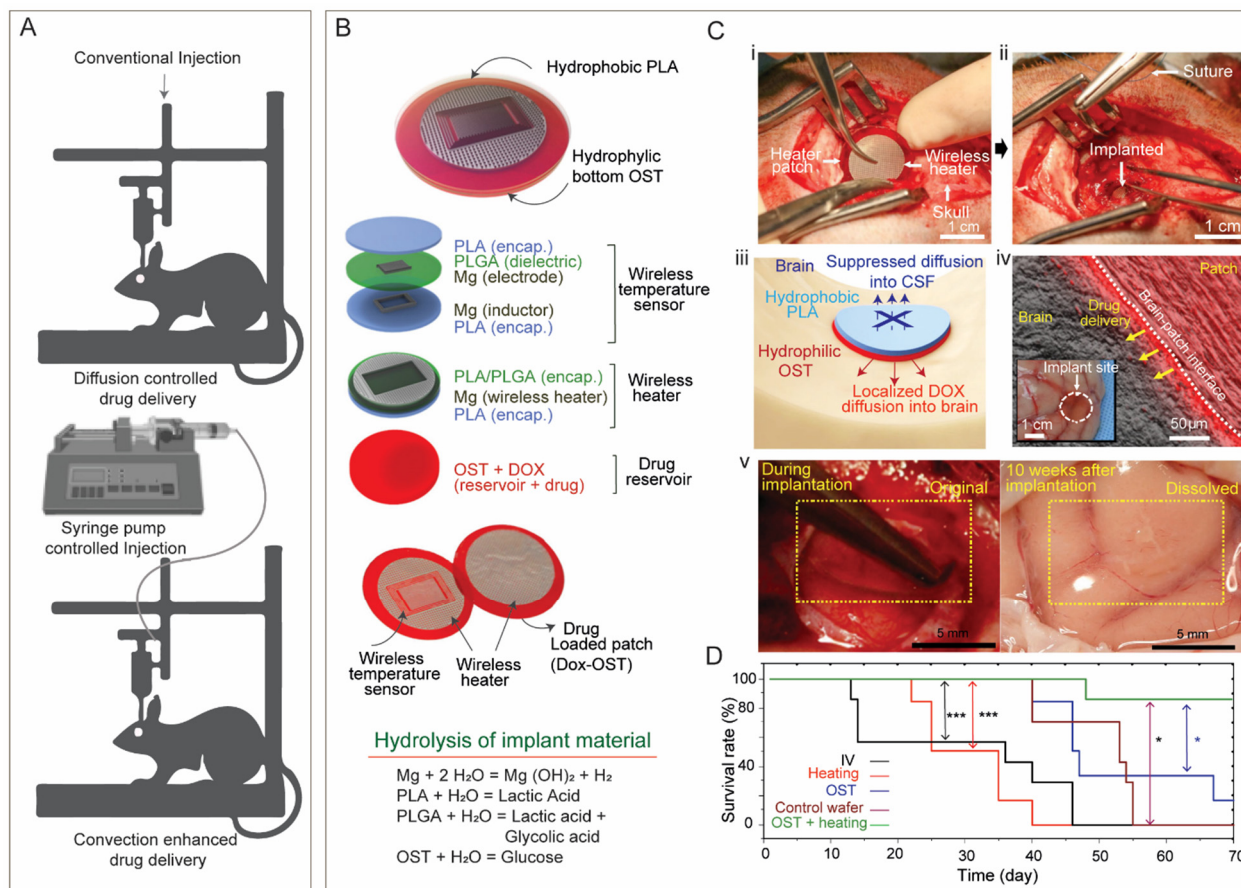 A
Conventional Injection
Diffusion controlled
drug delivery
Syringe pump
controlled Injection
Convection enhanced
drug delivery
B
Hydrophobic PLA
Hydrophylic
bottom OST
PLA (encap.)
PLGA (dielectric)
Mg (electrode)
Mg (inductor)
PLA (encap.)
Wireless
temperature
sensor
PLA/PLGA (encap.)
Mg (wireless heater)
PLA (encap.)
Wireless
heater
OST + DOX
(reservoir + drug)
Drug
reservoir
Wireless
temperature
sensor
Wireless
heater
Drug
Loaded patch
(Dox-OST)
Hydrolysis of implant material
Mg + 2 H₂O = Mg (OH)₂ + H₂
PLA + H₂O = Lactic Acid
PLGA + H₂O = Lactic acid +
Glycolic acid
OST + H₂O = Glucose
C
i
Heater
patch
Wireless
heater
Skull
1 cm
ii
Suture
Implanted
1 cm
iii
Brain
Suppressed diffusion
into CSF
Hydrophobic
PLA
Hydrophilic
OST
Localized DOX
diffusion into brain
iv
Patch
Brain
Drug
delivery
Brain-patch interface
Implant site
1 cm
50µm
v
During
implantation
Original
5 mm
10 weeks after
implantation
Dissolved
5 mm
D
Survival rate (%)
100
80
40
0
***
***
*
*
IV
Heating
OST
Control wafer
OST + heating
0
10
20
30
40
50
60
70
Time (day)